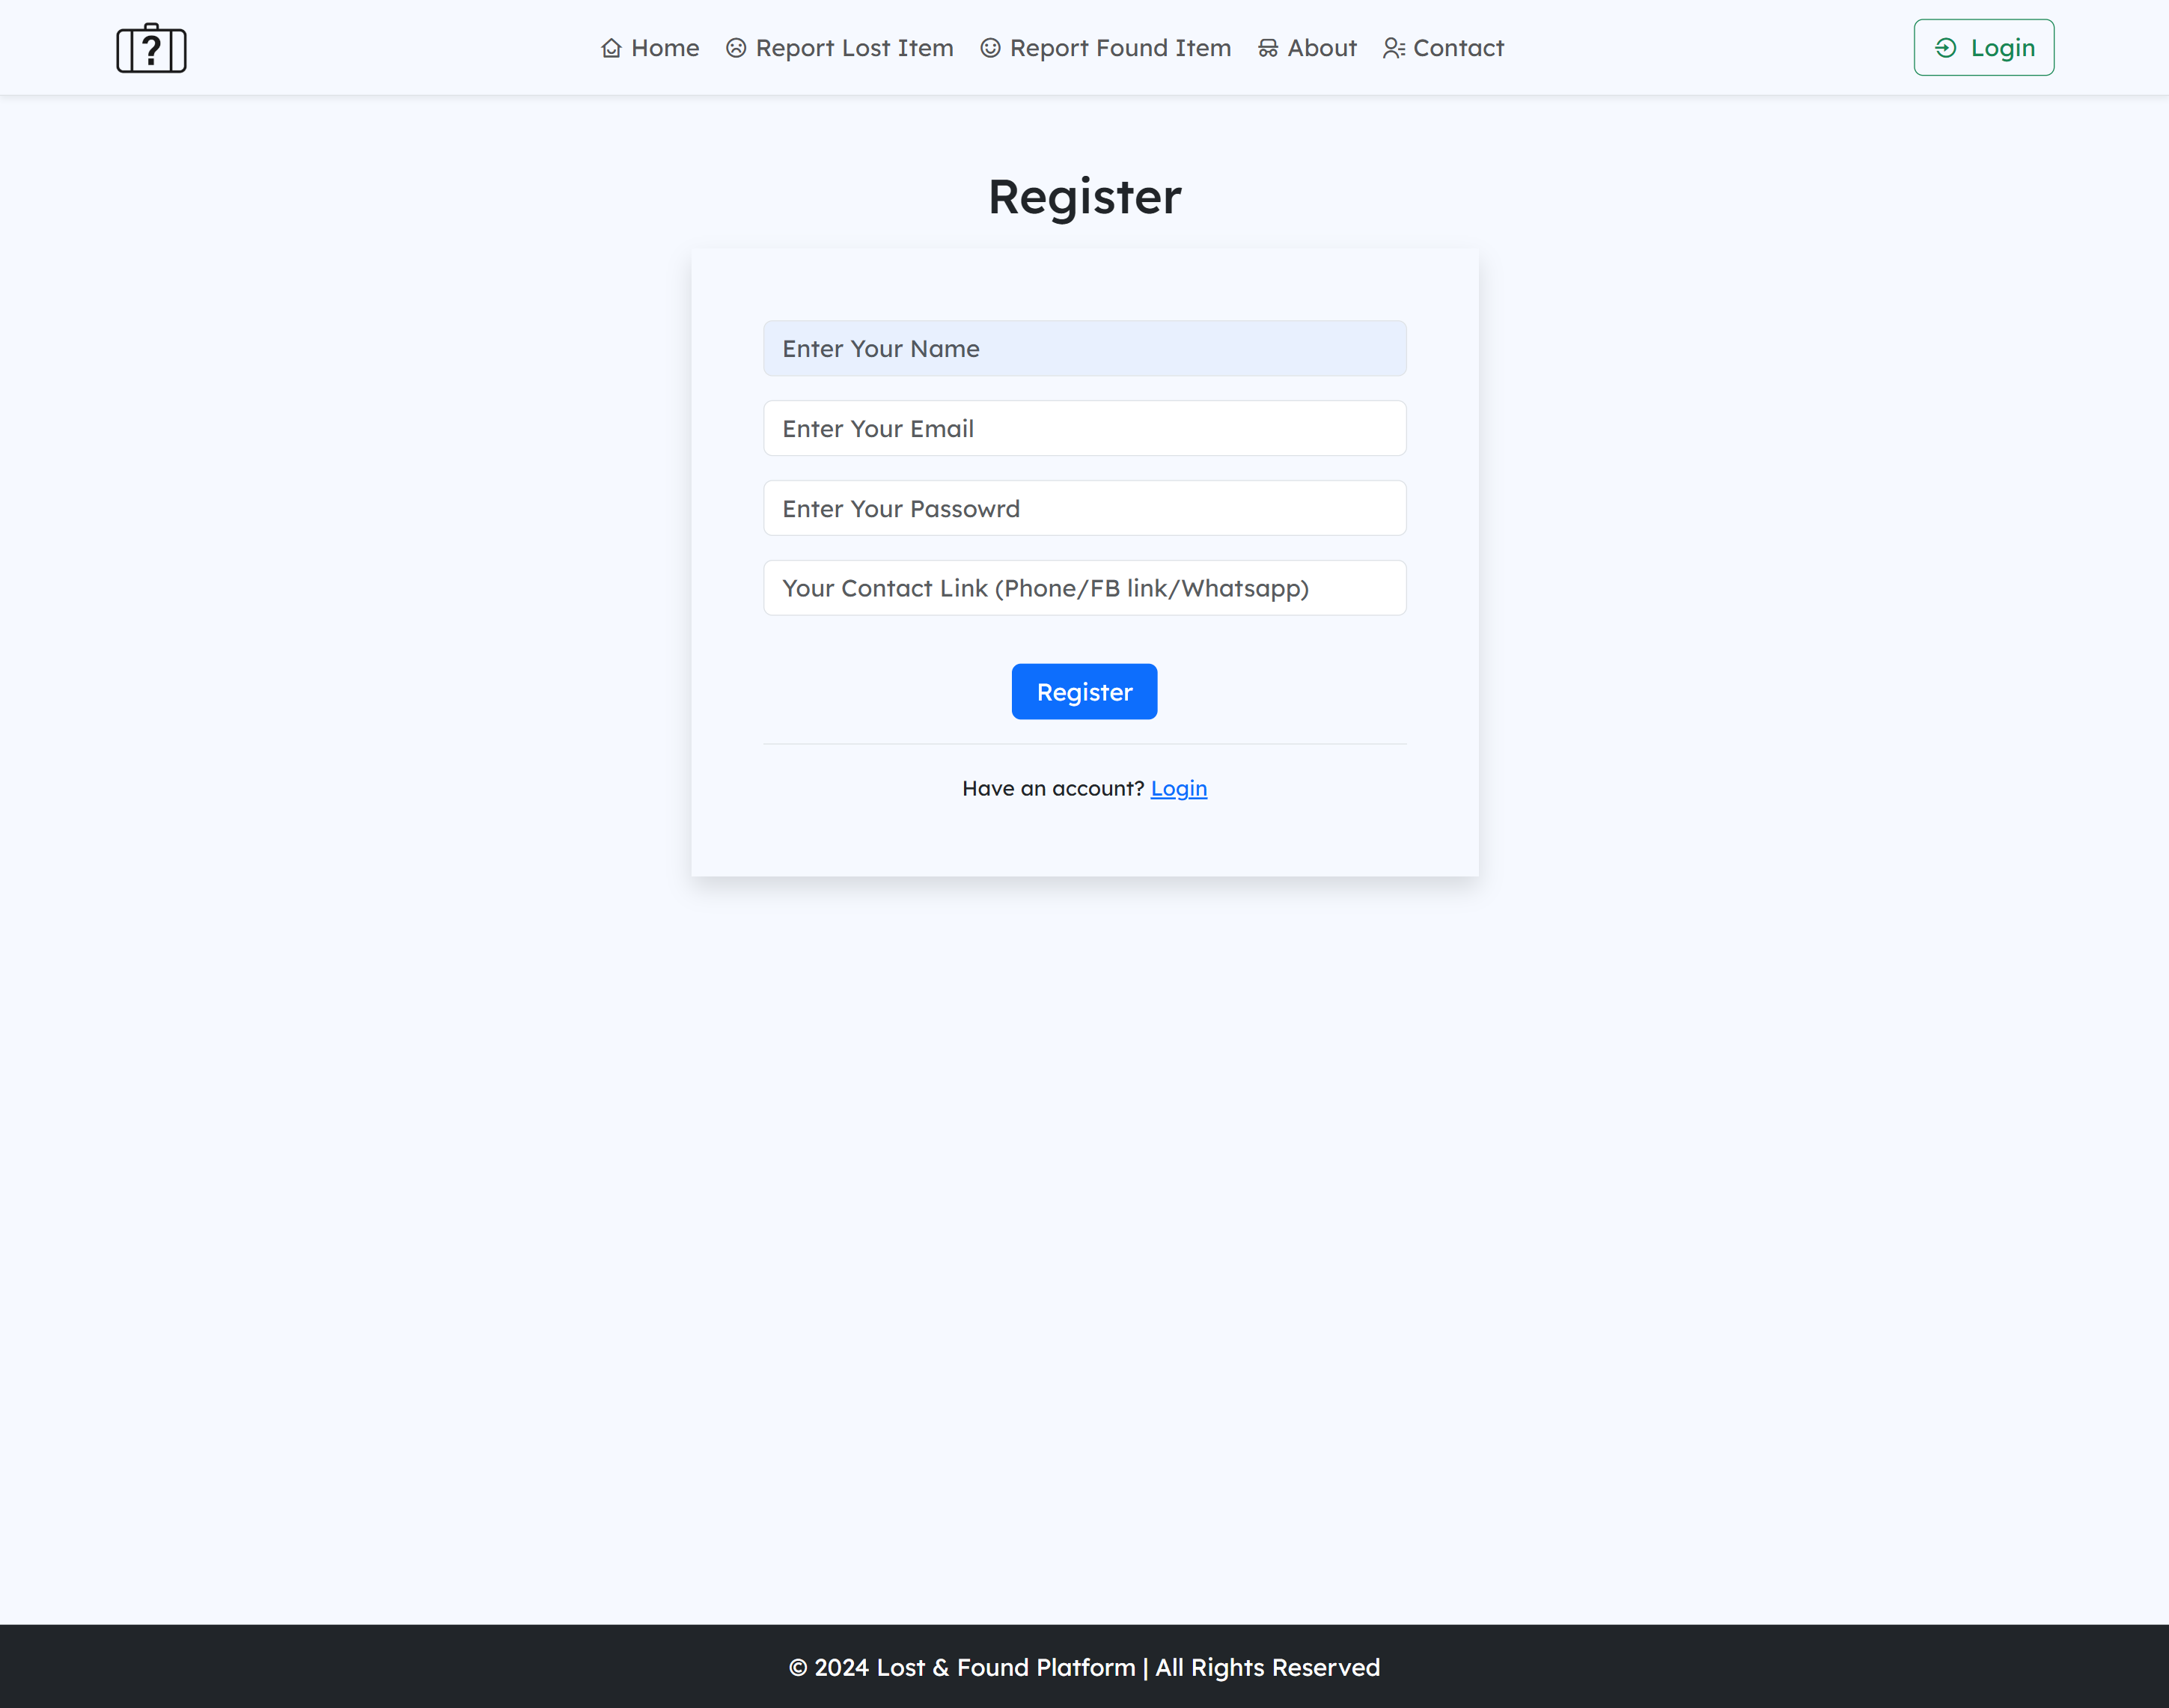 ?
Home Report Lost Item Report Found Item About Contact Login
Register
Enter Your Name
Enter Your Email
Enter Your Passowrd
Your Contact Link (Phone/FB link/Whatsapp)
Register
Have an account? Login
© 2024 Lost & Found Platform | All Rights Reserved